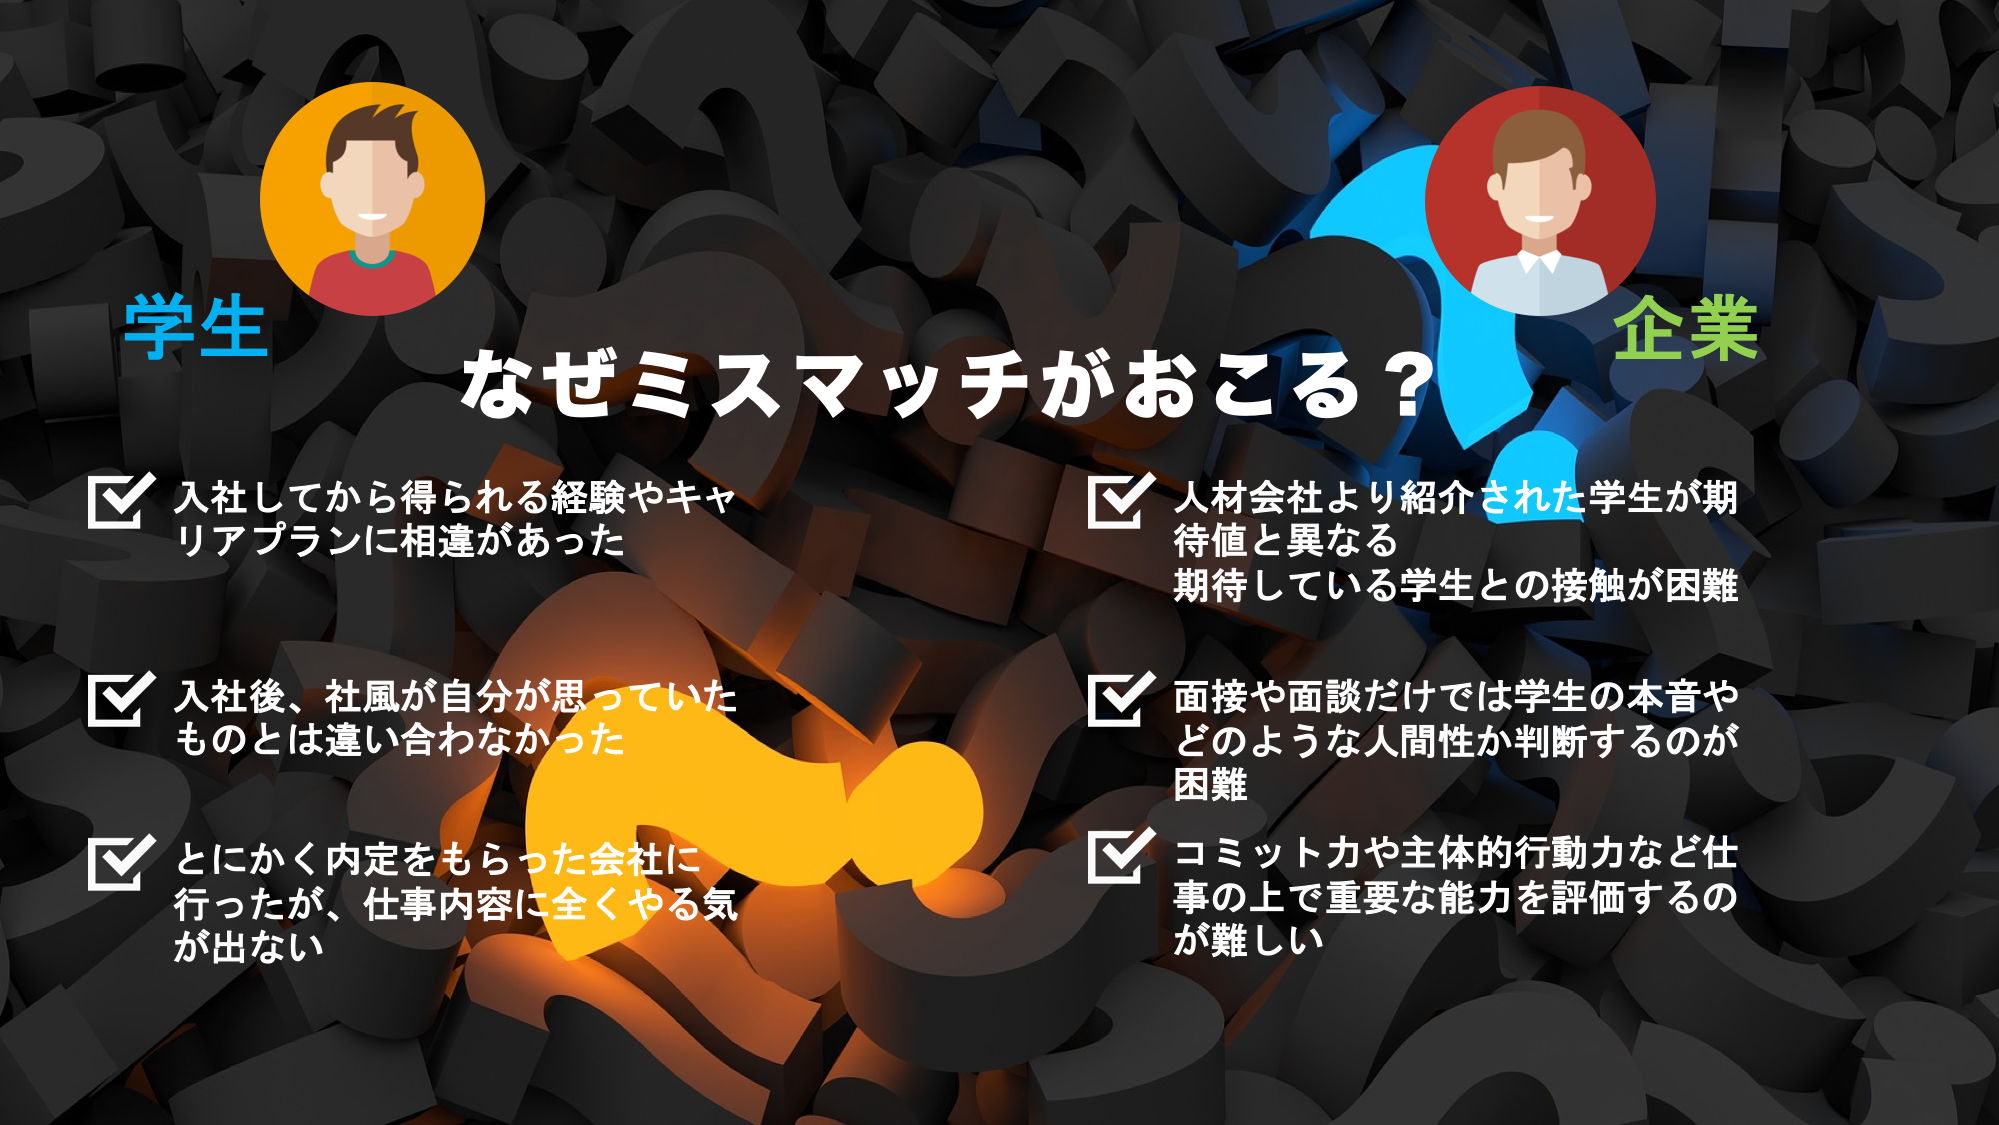 学生
企業
なぜミスマッチがおこる？
入社してから得られる経験やキャ
リアプランに相違があった
入社後、社風が自分が思っていた
ものとは違い合わなかった
とにかく内定をもらった会社に
行ったが、仕事内容に全くやる気
が出ない
人材会社より紹介された学生が期
待値と異なる
期待している学生との接触が困難
面接や面談だけでは学生の本音や
どのような人間性か判断するのが
困難
コミット力や主体的行動力など仕
事の上で重要な能力を評価するの
が難しい